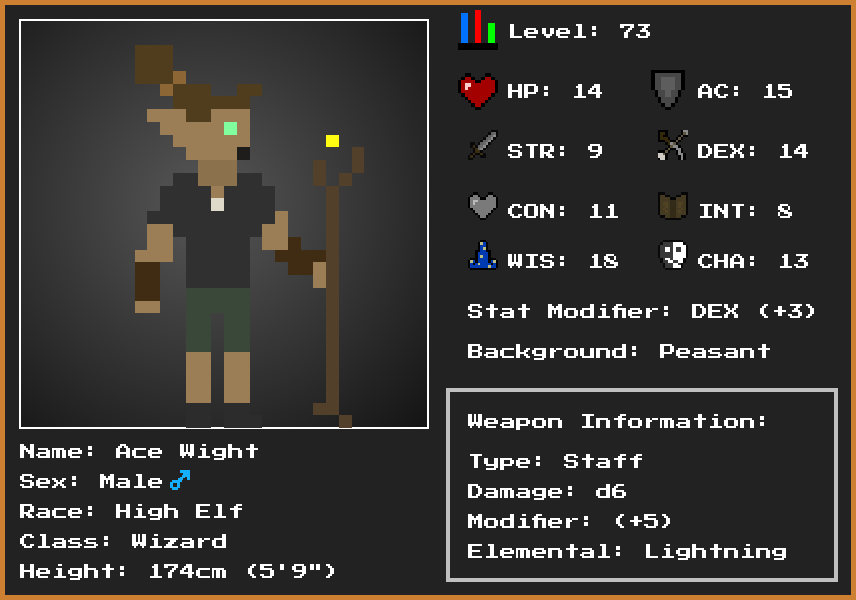 Level: 73
HP: 14
AC: 15
STR: 9
DEX: 14
CON: 11
INT: 8
WIS: 18
CHA: 13
Stat Modifier: DEX (+3)
Background: Peasant
Weapon Information:
Type: Staff
Damage: d6
Modifier: (+5)
Elemental: Lightning
Name: Ace Wight
Sex: Male♂
Race: High Elf
Class: Wizard
Height: 174cm (5'9")